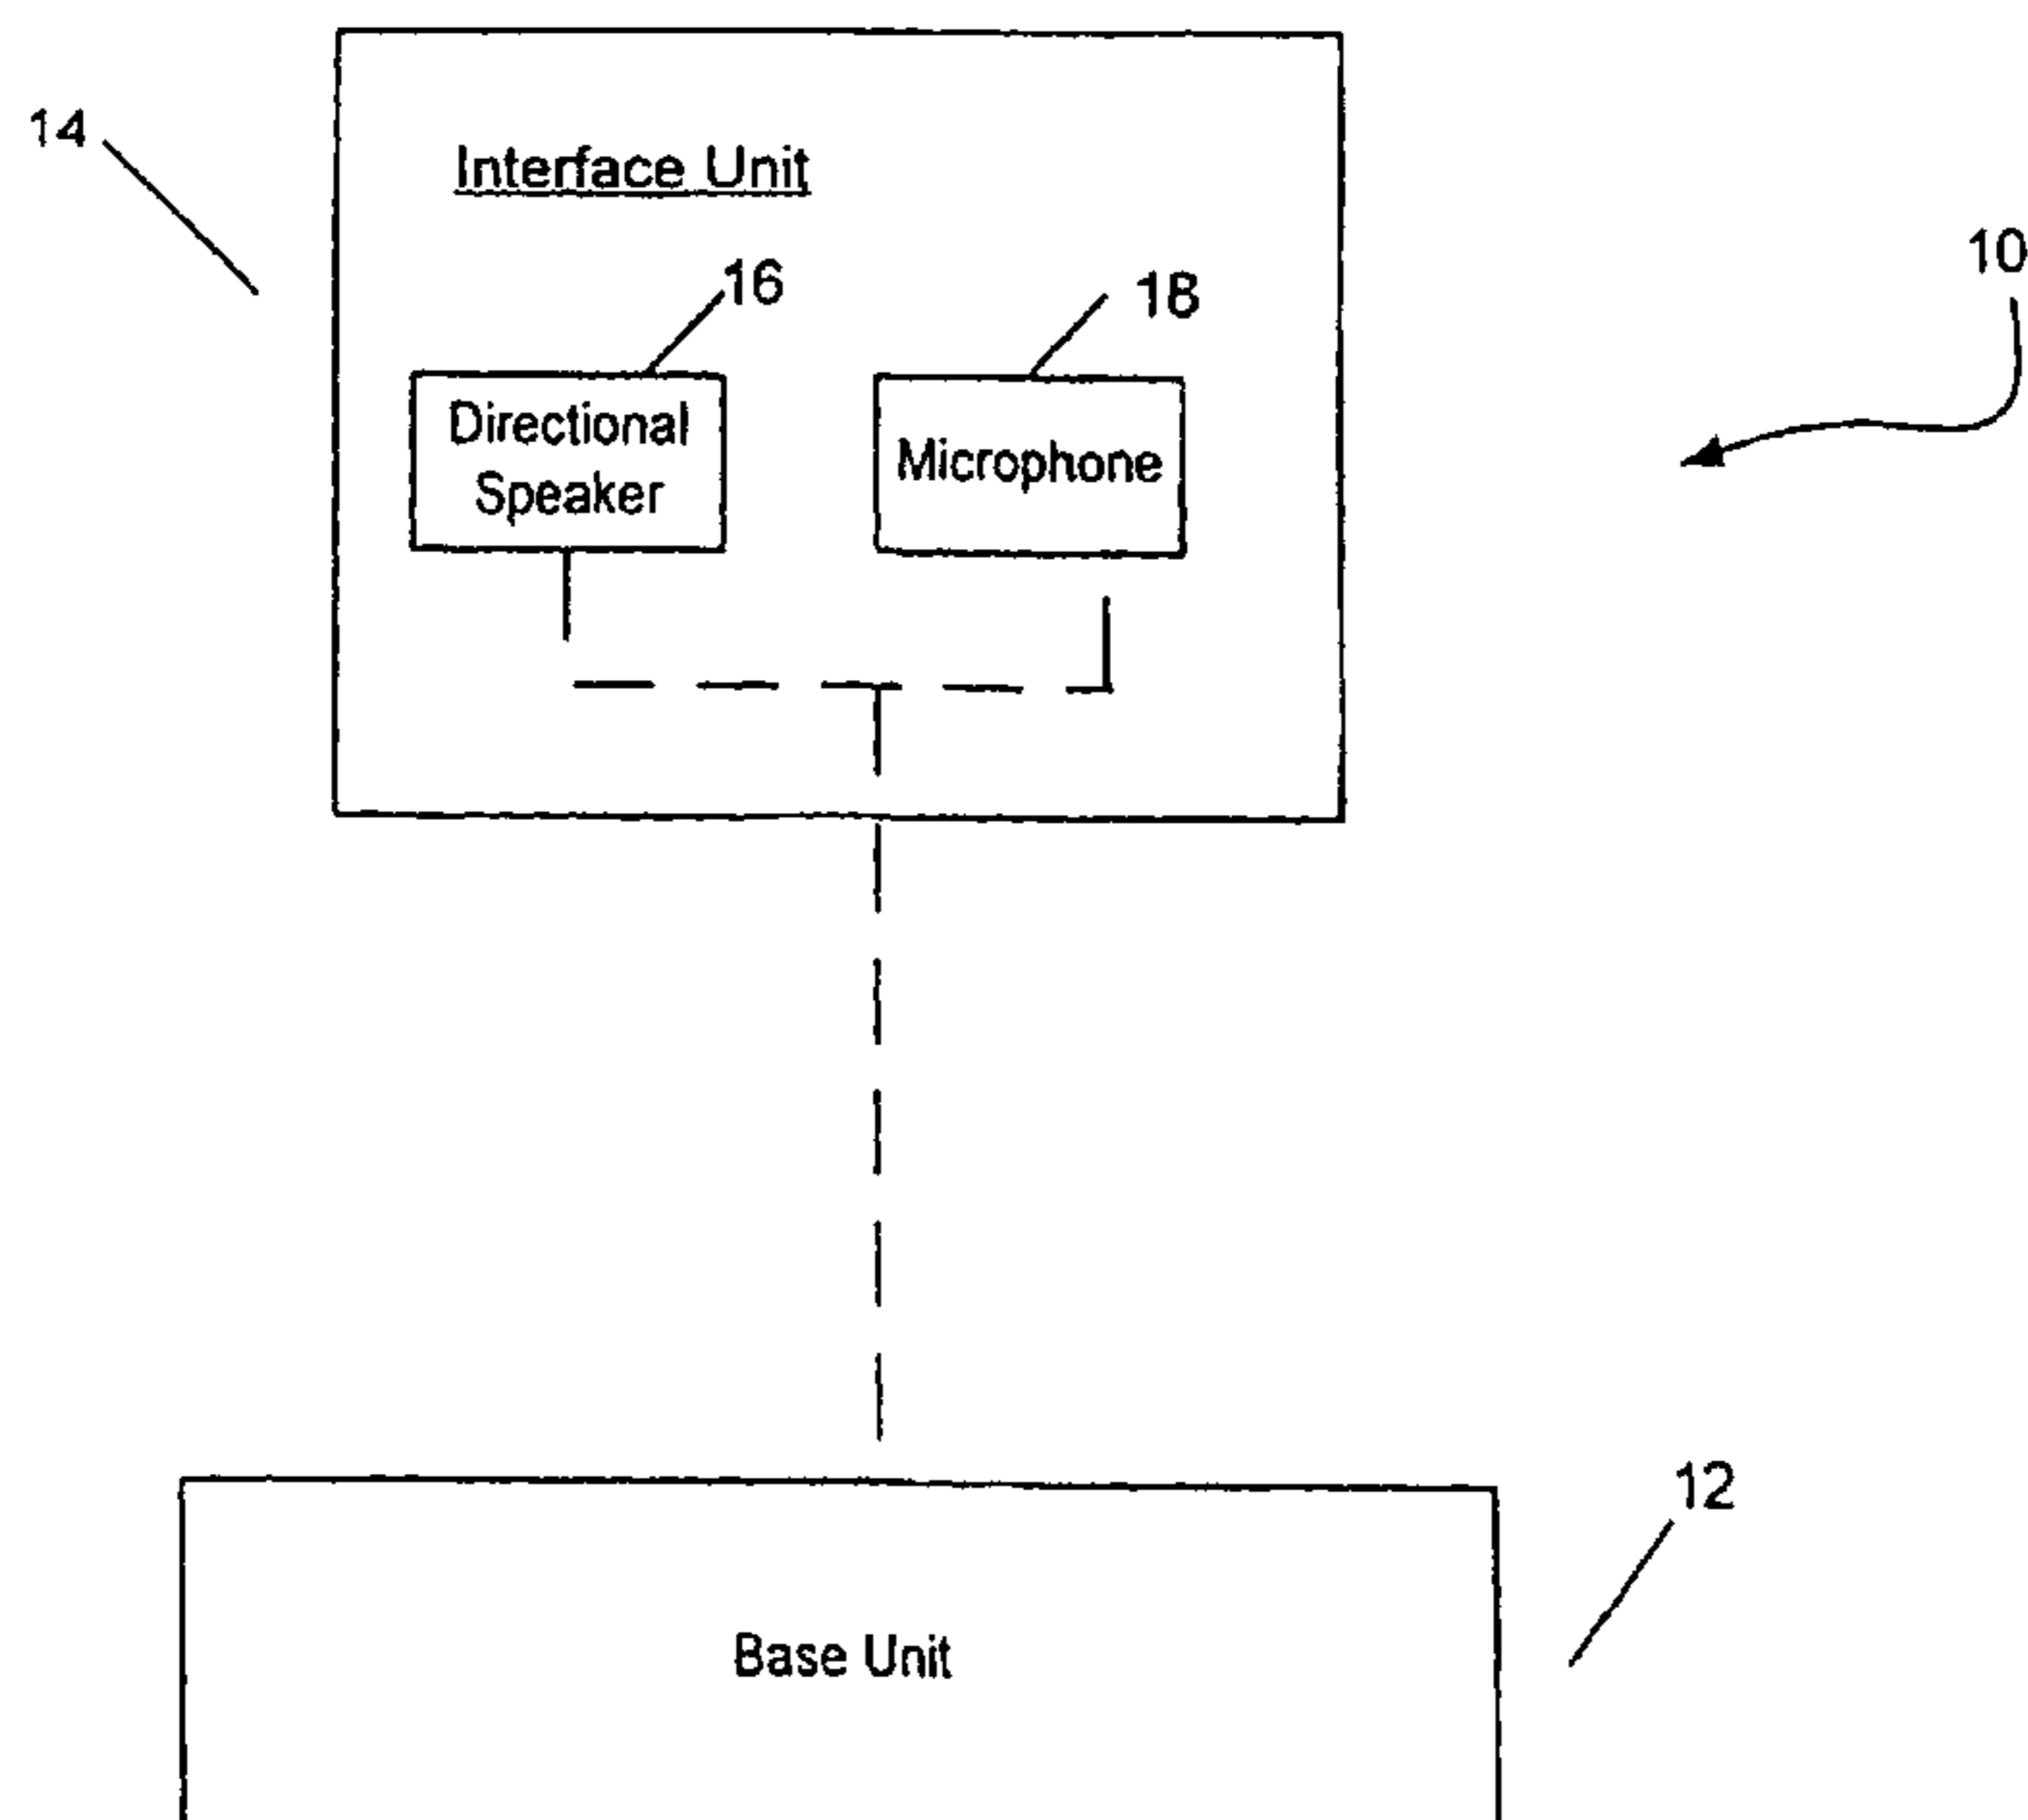 14
Interface Unit
10
16
18
Directional
Speaker
Microphone
12
Base Unit